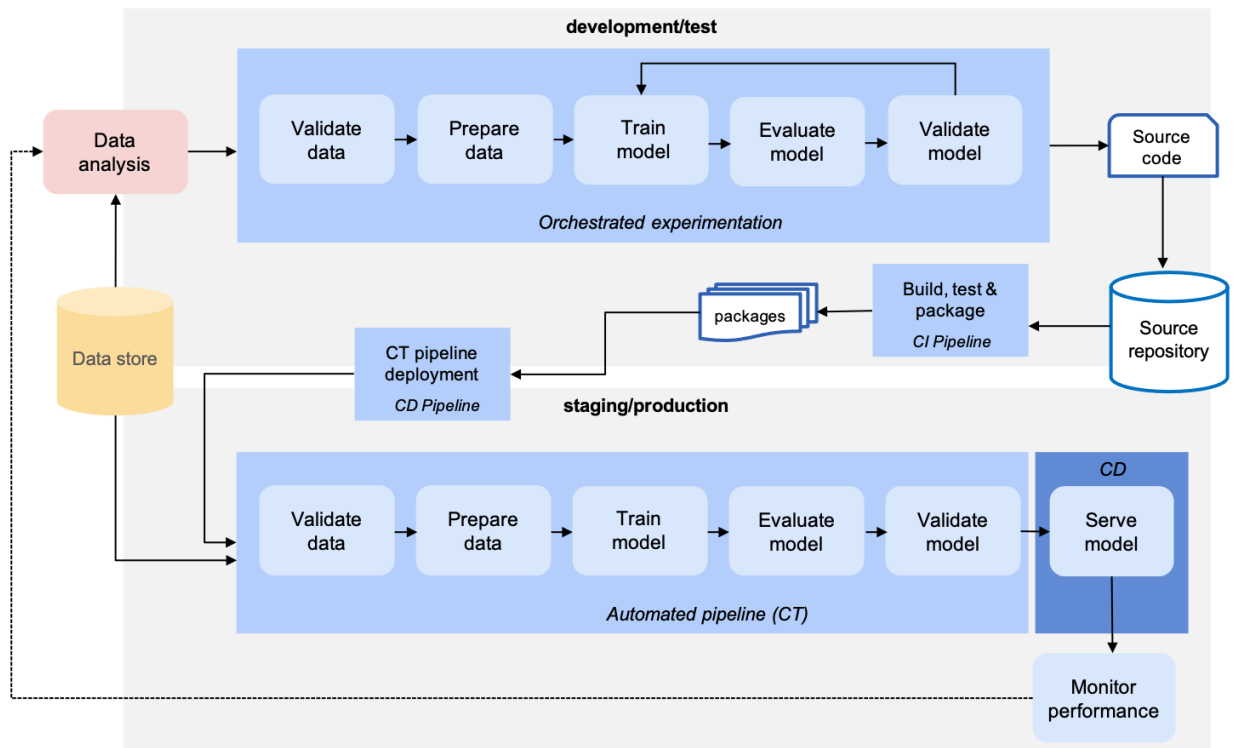 development/test
Data
analysis
Validate
data
Prepare
data
Train
model
Evaluate
model
Validate
model
Orchestrated experimentation
Source
code
Source
repository
Build, test &
package
CI Pipeline
packages
CT pipeline
deployment
CD Pipeline
Data store
staging/production
Validate
data
Prepare
data
Train
model
Evaluate
model
Validate
model
Automated pipeline (CT)
CD
Serve
model
Monitor
performance